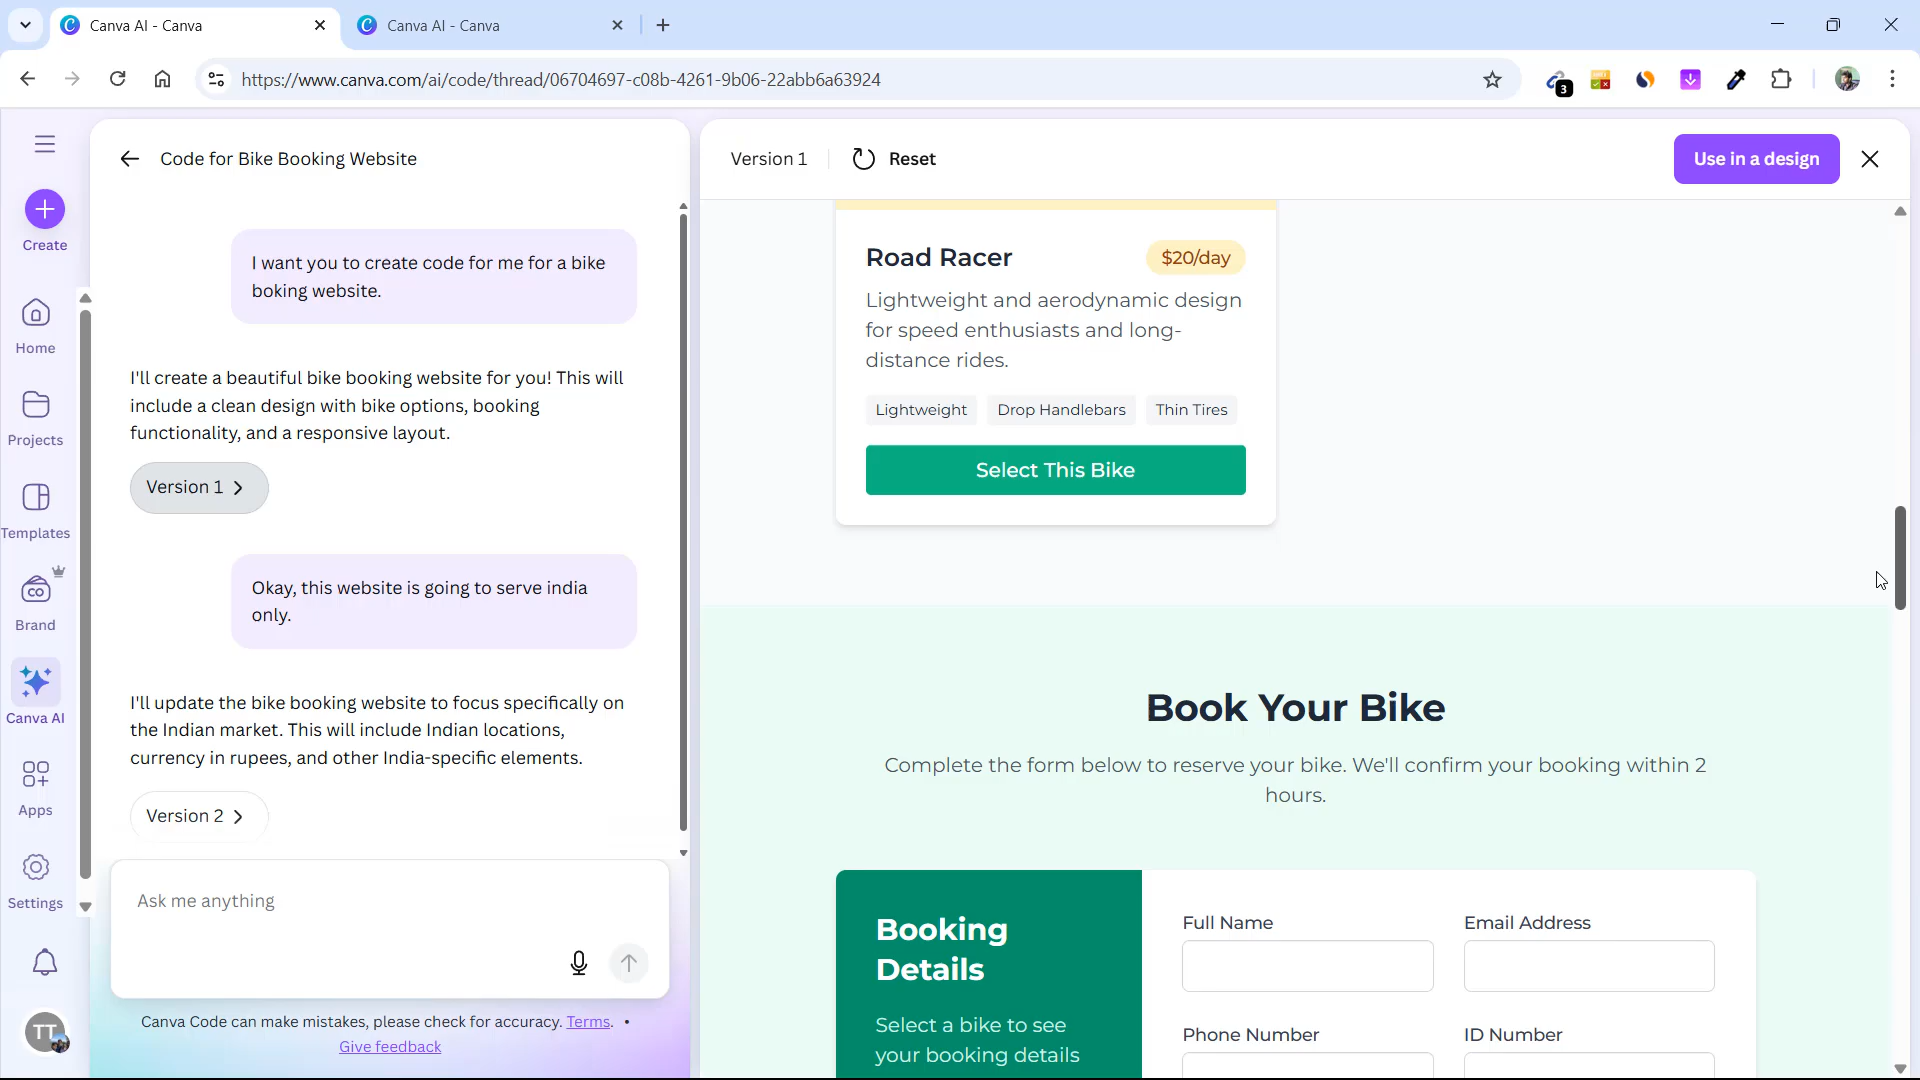 Canva AI - Canva
Canva AI - Canva
https://www.canva.com/ai/code/thread/06704697-c08b-4261-9b06-22abb6a63924
3
Create
Home
Projects
Templates
Brand
Canva AI
Apps
Settings
TT
Code for Bike Booking Website
I want you to create code for me for a bike
boking website.
I'll create a beautiful bike booking website for you! This will
include a clean design with bike options, booking
functionality, and a responsive layout.
Version 1
Okay, this website is going to serve india
only.
I'll update the bike booking website to focus specifically on
the Indian market. This will include Indian locations,
currency in rupees, and other India-specific elements.
Version 2
Ask me anything
Canva Code can make mistakes, please check for accuracy. Terms. •
Give feedback
Version 1
Reset
Use in a design
Road Racer
$20/day
Lightweight and aerodynamic design
for speed enthusiasts and long-
distance rides.
Lightweight
Drop Handlebars
Thin Tires
Select This Bike
Book Your Bike
Complete the form below to reserve your bike. We'll confirm your booking within 2
hours.
Booking
Details
Select a bike to see
your booking details
Full Name
Email Address
Phone Number
ID Number